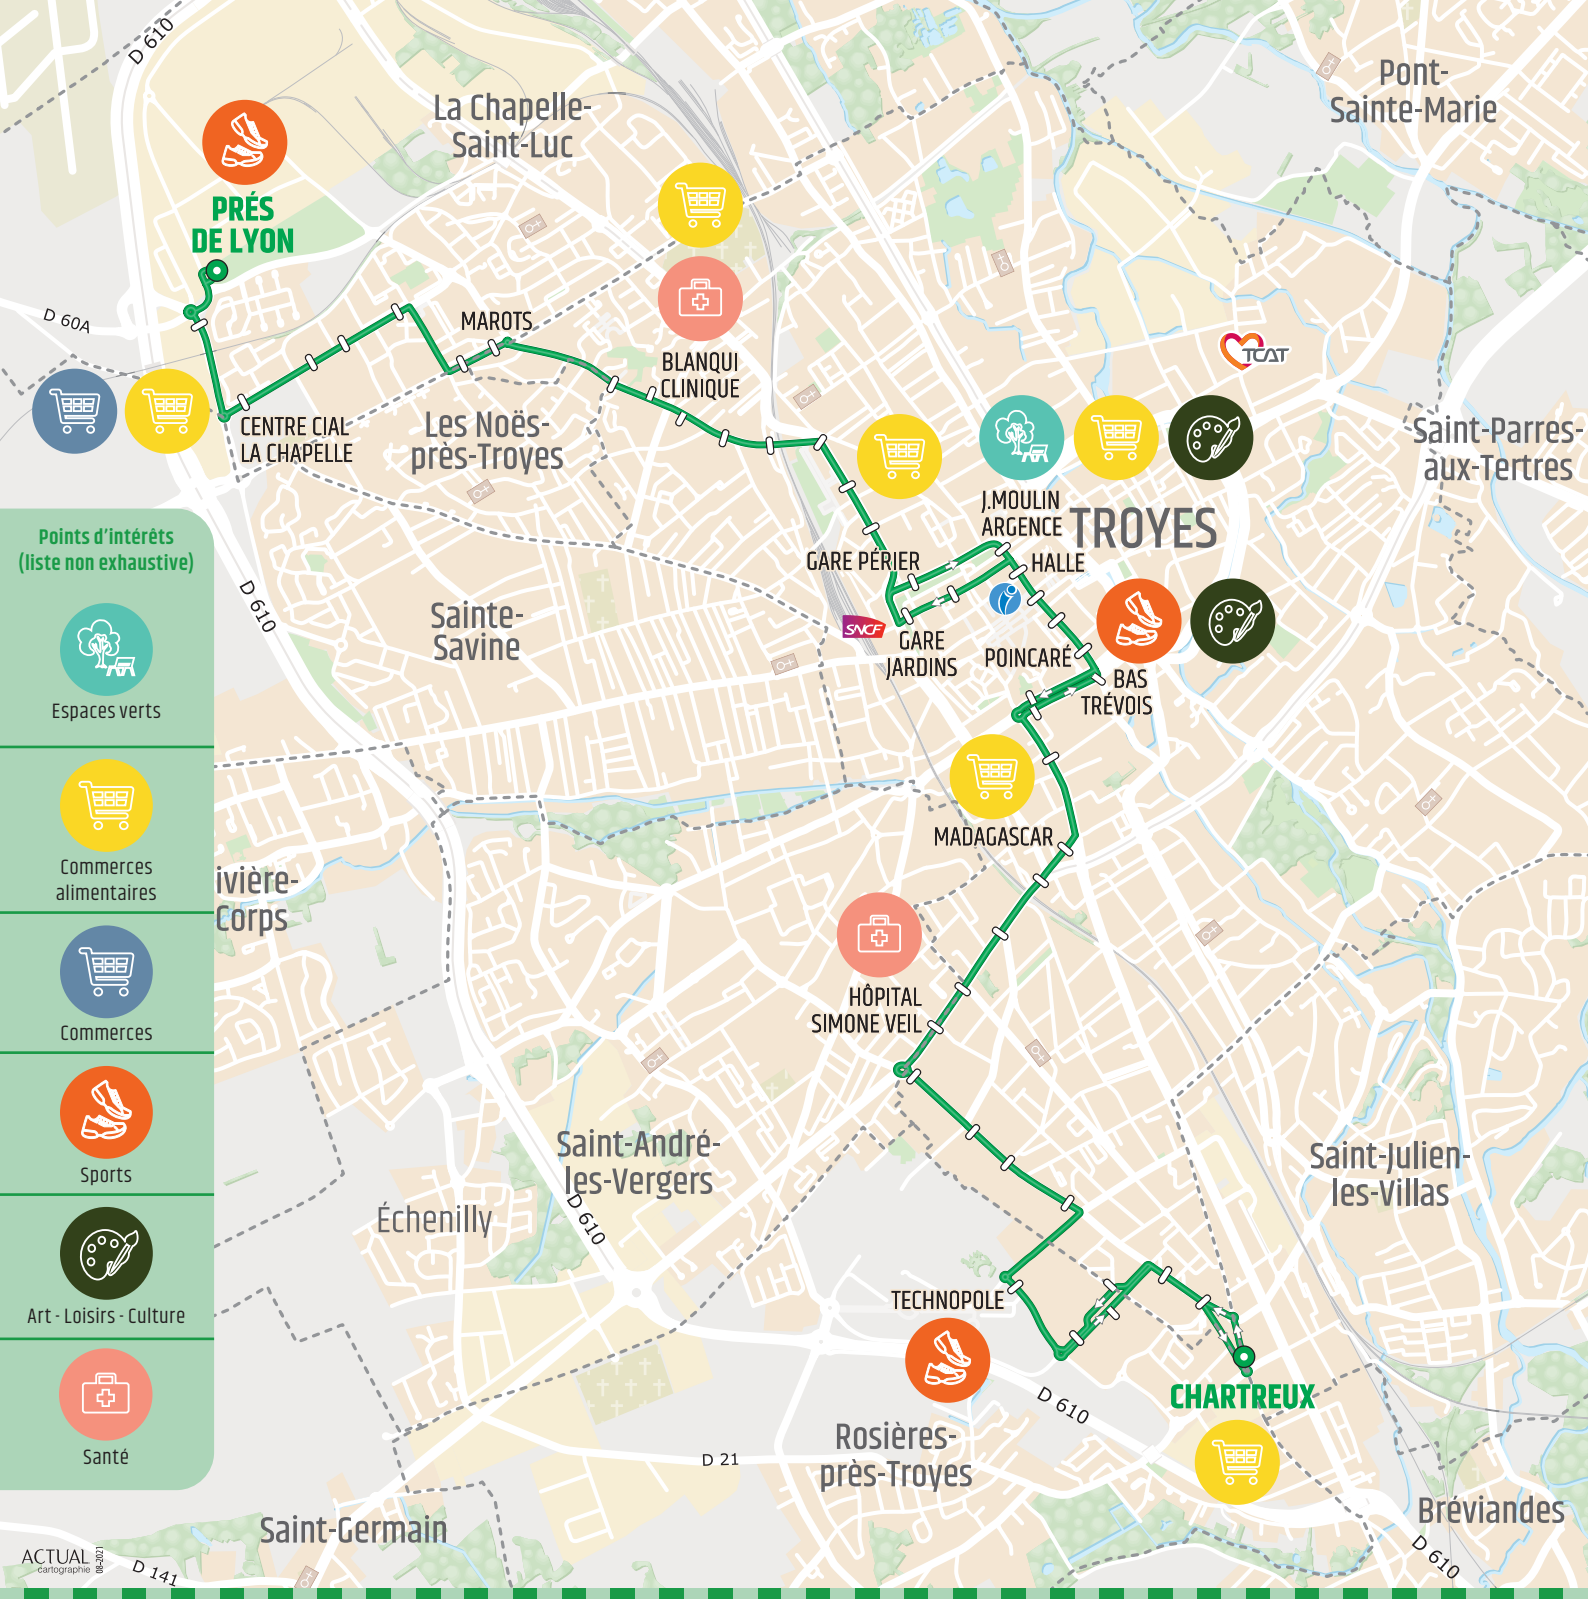 D 610
La Chapelle-
Saint-Luc
Pont-
Sainte-Marie
PRÉS
DE LYON
D 60A
MAROTS
BLANQUI
CLINIQUE
TCAT
CENTRE CIAL
LA CHAPELLE
Les Noës-
près-Troyes
Saint-Parres-
aux-Tertres
J.MOULIN
ARGENCE
TROYES
GARE PÉRIER
HALLE
SNCF
GARE
JARDINS
POINCARÉ
BAS
TRÉVOIS
Sainte-
Savine
D 610
Points d'intérêts
(liste non exhaustive)
Espaces verts
Commerces
alimentaires
Commerces
Sports
Art - Loisirs - Culture
Santé
ivière-
Corps
MADAGASCAR
HÔPITAL
SIMONE VEIL
Saint-André-
les-Vergers
D 610
Échenilly
Saint-Julien-
les-Villas
TECHNOPOLE
CHARTREUX
D 610
Rosières-
près-Troyes
D 21
Saint-Germain
Bréviandes
D 610
D 141
ACTUAL
cartographie
08-2021